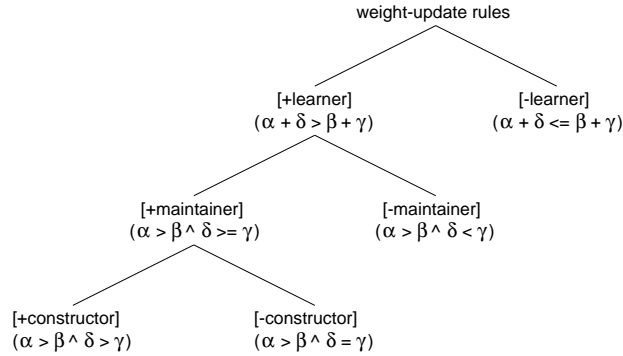 weight-update rules
[+learner] [-learner]
(α + δ > β + γ) (α + δ <= β + γ)
[+maintainer] [-maintainer]
(α > β ^ δ >= γ) (α > β ^ δ < γ)
[+constructor] [-constructor]
(α > β ^ δ > γ) (α > β ^ δ = γ)